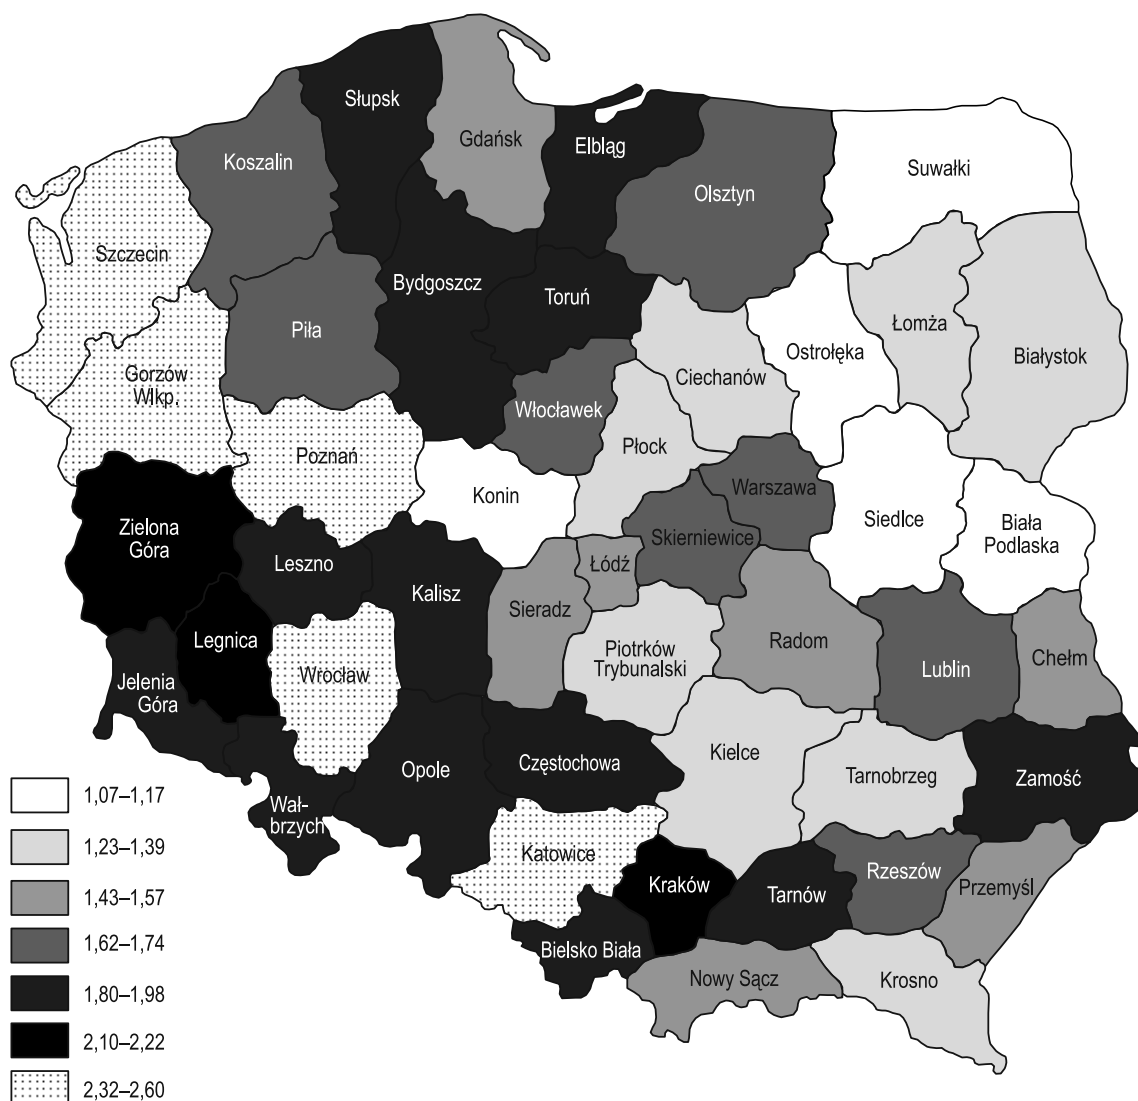 Słupsk
Gdańsk
Elbląg
Koszalin
Olsztyn
Suwałki
Szczecin
Bydgoszcz
Toruń
Piła
Łomża
Ostrołęka
Białystok
Gorzów
Wlkp.
Ciechanów
Włocławek
Płock
Poznań
Konin
Warszawa
Siedlce
Biała
Podlaska
Zielona
Góra
Skierniewice
Leszno
Łódź
Kalisz
Sieradz
Legnica
Piotrków
Trybunalski
Radom
Chełm
Lublin
Wrocław
Jelenia
Góra
Kielce
Częstochowa
Opole
Tarnobrzeg
Zamość
Wał-
brzych
Katowice
Kraków
Tarnów
Rzeszów
Przemyśl
Bielsko Biała
Nowy Sącz
Krosno
1,07–1,17
1,23–1,39
1,43–1,57
1,62–1,74
1,80–1,98
2,10–2,22
2,32–2,60